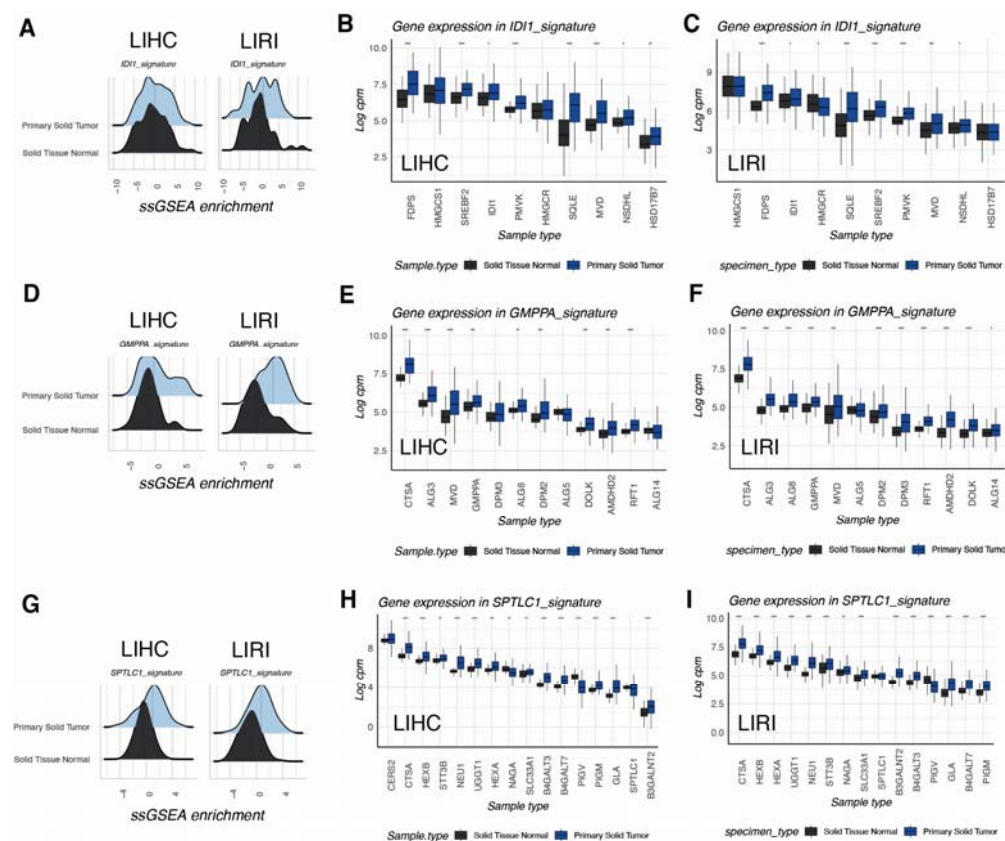 A
LIHC
LIRI
IDI1_signature
IDI1_signature
Primary Solid Tumor
Solid Tissue Normal
-10
-5
0
5
10
-10
-5
0
5
10
ssGSEA enrichment
B
Gene expression in IDI1_signature
10.0
7.5
5.0
2.5
Log cpm
LIHC
FDPS
HMGCS1
SREBF2
IDI1
PMVK
HMGCR
SQLE
MVD
NSDHL
HSD17B7
Sample type
Sample.type Solid Tissue Normal Primary Solid Tumor
C
Gene expression in IDI1_signature
9
6
3
Log cpm
LIRI
HMGCS1
FDPS
IDI1
HMGCR
SQLE
SREBF2
PMVK
MVD
NSDHL
HSD17B7
Sample type
specimen_type Solid Tissue Normal Primary Solid Tumor
D
LIHC
LIRI
GMPPA_signature
GMPPA_signature
Primary Solid Tumor
Solid Tissue Normal
-5
0
5
-5
0
5
ssGSEA enrichment
E
Gene expression in GMPPA_signature
10.0
7.5
5.0
2.5
Log cpm
LIHC
CTSA
ALG3
MVD
GMPPA
DPM3
ALG8
DPM2
ALG5
DOLK
AMDHD2
RFT1
ALG14
Sample type
Sample.type Solid Tissue Normal Primary Solid Tumor
F
Gene expression in GMPPA_signature
10.0
7.5
5.0
2.5
Log cpm
LIRI
CTSA
ALG3
ALG8
GMPPA
MVD
ALG5
DPM2
DPM3
RFT1
AMDHD2
DOLK
ALG14
Sample type
specimen_type Solid Tissue Normal Primary Solid Tumor
G
LIHC
LIRI
SPTLC1_signature
SPTLC1_signature
Primary Solid Tumor
Solid Tissue Normal
-4
0
4
-4
0
4
ssGSEA enrichment
H
Gene expression in SPTLC1_signature
8
4
0
Log cpm
LIHC
CERS2
CTSA
HEXB
STT3B
NEU1
UGGT1
HEXA
NAGA
SLC33A1
B4GALT3
B4GALT7
PIGV
PIGM
GLA
SPTLC1
B3GALNT2
Sample type
Sample.type Solid Tissue Normal Primary Solid Tumor
I
Gene expression in SPTLC1_signature
10.0
7.5
5.0
2.5
0.0
Log cpm
LIRI
CTSA
HEXB
HEXA
UGGT1
NEU1
STT3B
NAGA
SLC33A1
SPTLC1
B3GALNT2
B4GALT3
PIGV
GLA
B4GALT7
PIGM
Sample type
specimen_type Solid Tissue Normal Primary Solid Tumor